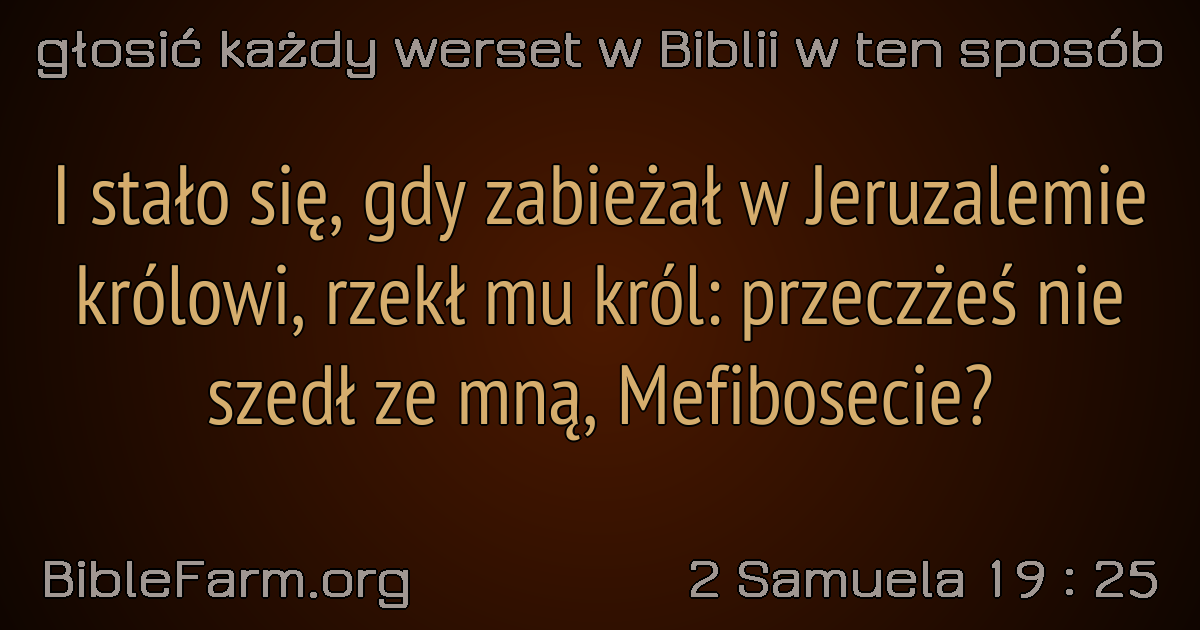 głosić każdy werset w Biblii w ten sposób
I stało się, gdy zabieżał w Jeruzalemie
królowi, rzekł mu król: przeczżeś nie
szedł ze mną, Mefibosecie?
BibleFarm.org
2 Samuela 19 : 25